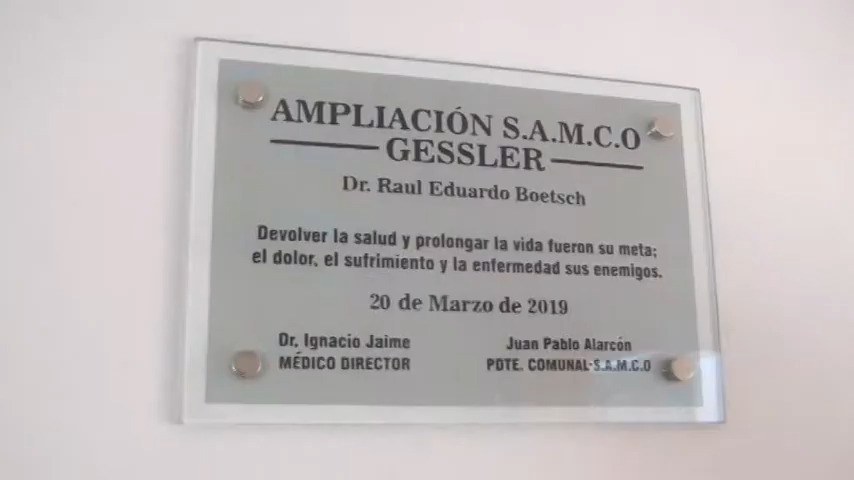 AMPLIACIÓN S.A.M.C.O
GESSLER
Dr. Raul Eduardo Boetsch
Devolver la salud y prolongar la vida fueron su meta;
el dolor, el sufrimiento y la enfermedad sus enemigos.
20 de Marzo de 2019
Dr. Ignacio Jaime
MÉDICO DIRECTOR
Juan Pablo Alarcón
PDTE. COMUNAL-S.A.M.C.O